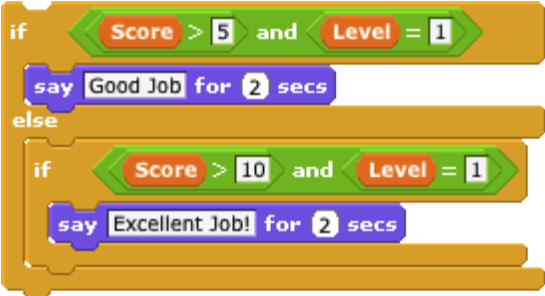 if Score > 5 and Level = 1
say Good Job for 2 secs
else
if Score > 10 and Level = 1
say Excellent Job! for 2 secs